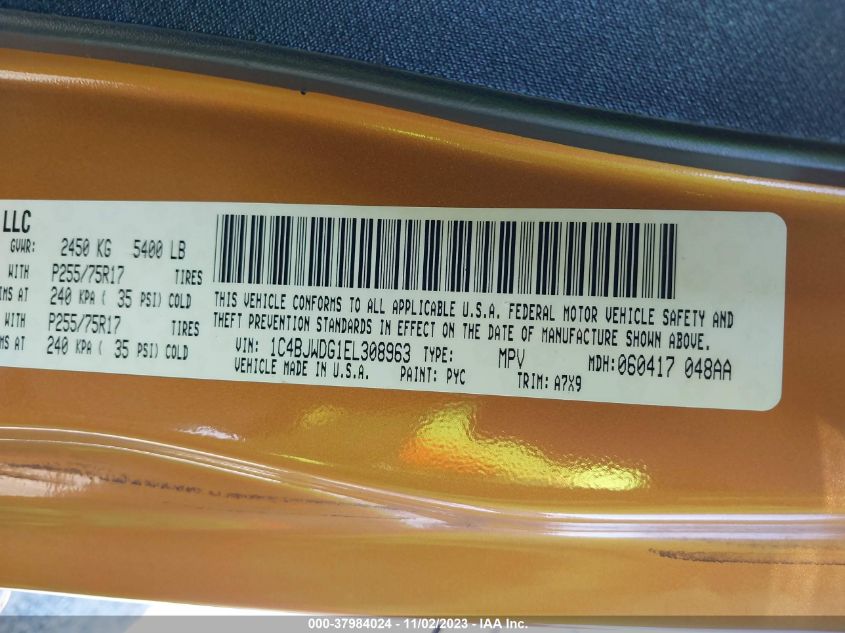 LLC
GVWR: 2450 KG 5400 LB
WITH P255/75R17 TIRES
IMS AT 240 KPA ( 35 PSI) COLD
WITH P255/75R17 TIRES
MS AT 240 KPA ( 35 PSI) COLD
THIS VEHICLE CONFORMS TO ALL APPLICABLE U.S.A. FEDERAL MOTOR VEHICLE SAFETY AND
THEFT PREVENTION STANDARDS IN EFFECT ON THE DATE OF MANUFACTURE SHOWN ABOVE.
VIN: 1C4BJWDG1EL308963 TYPE: MPV MDH:060417 048AA
VEHICLE MADE IN U.S.A. PAINT: PYC TRIM: A7X9
000-37984024 — 11/02/2023 — IAA Inc.